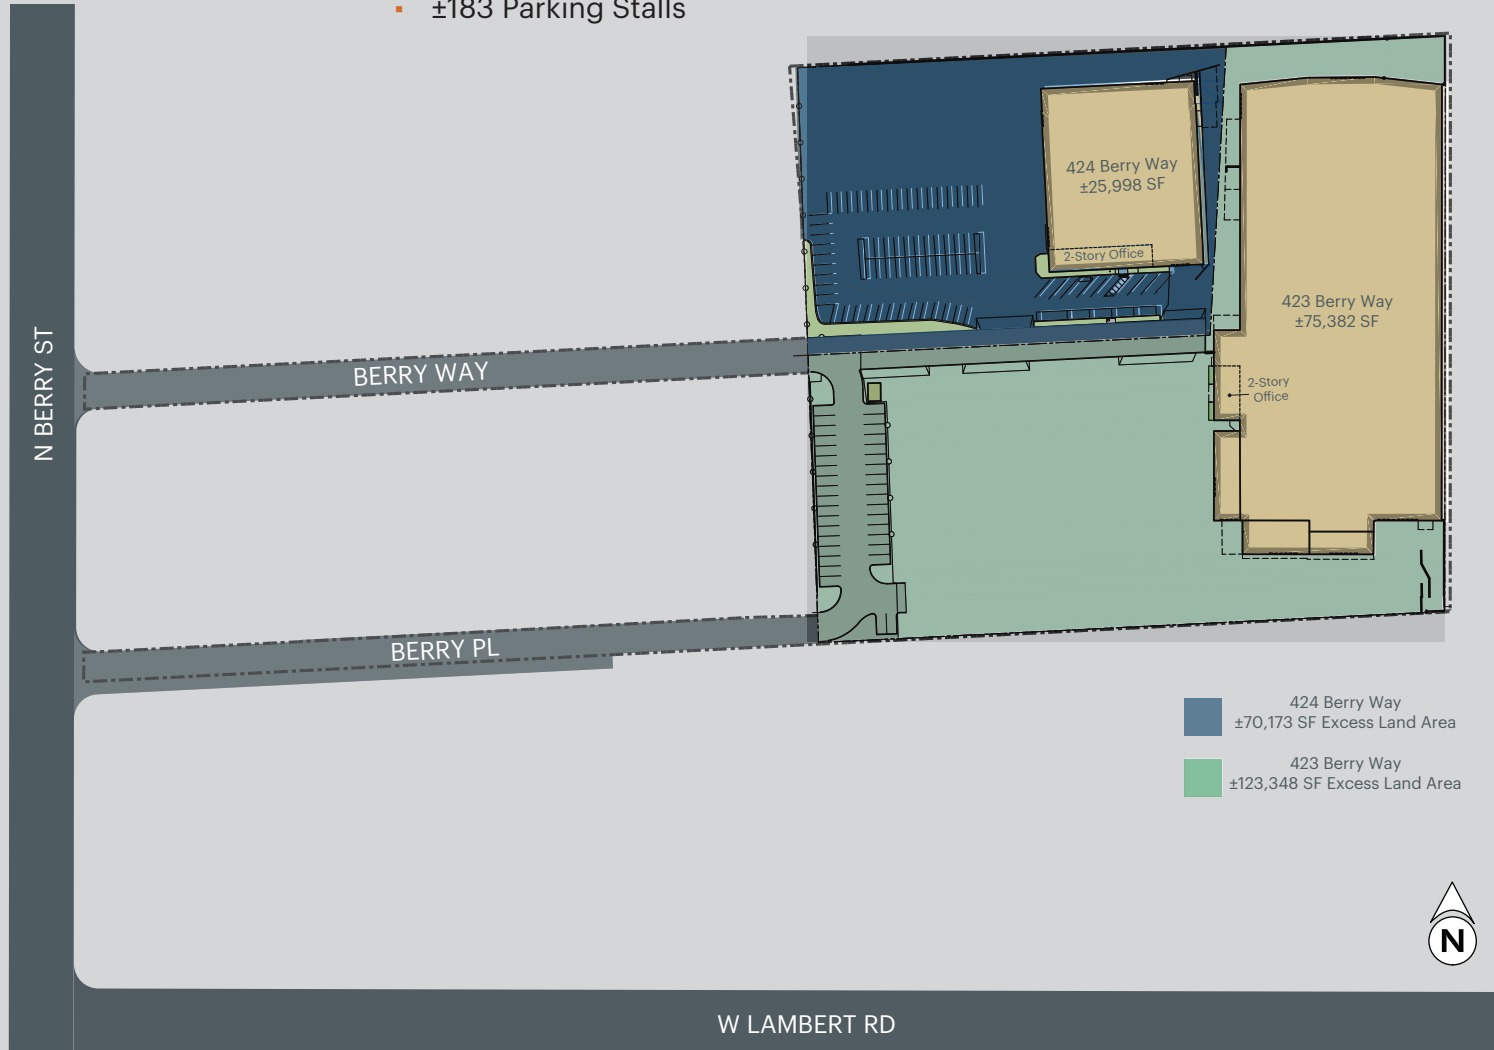 ▪ ±183 Parking Stalls
424 Berry Way
±25,998 SF
2-Story Office
423 Berry Way
±75,382 SF
2-Story
Office
N BERRY ST
BERRY WAY
BERRY PL
424 Berry Way
±70,173 SF Excess Land Area
423 Berry Way
±123,348 SF Excess Land Area
N
W LAMBERT RD